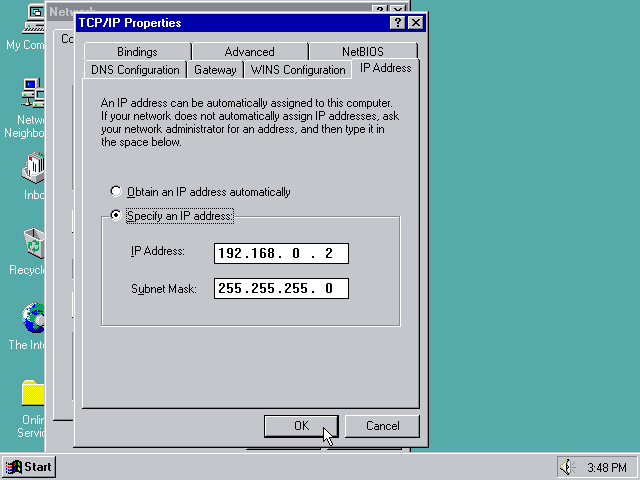 Network
TCP/IP Properties
Bindings
Advanced
NetBIOS
DNS Configuration
Gateway
WINS Configuration
IP Address
An IP address can be automatically assigned to this computer.
If your network does not automatically assign IP addresses, ask
your network administrator for an address, and then type it in
the space below.
Obtain an IP address automatically
Specify an IP address:
IP Address:
192.168. 0 . 2
Subnet Mask:
255.255.255. 0
OK
Cancel
My Com
Co
Netw
Neighbo
Inbo
Recycl
The Int
Onlin
Servic
Start
3:48 PM